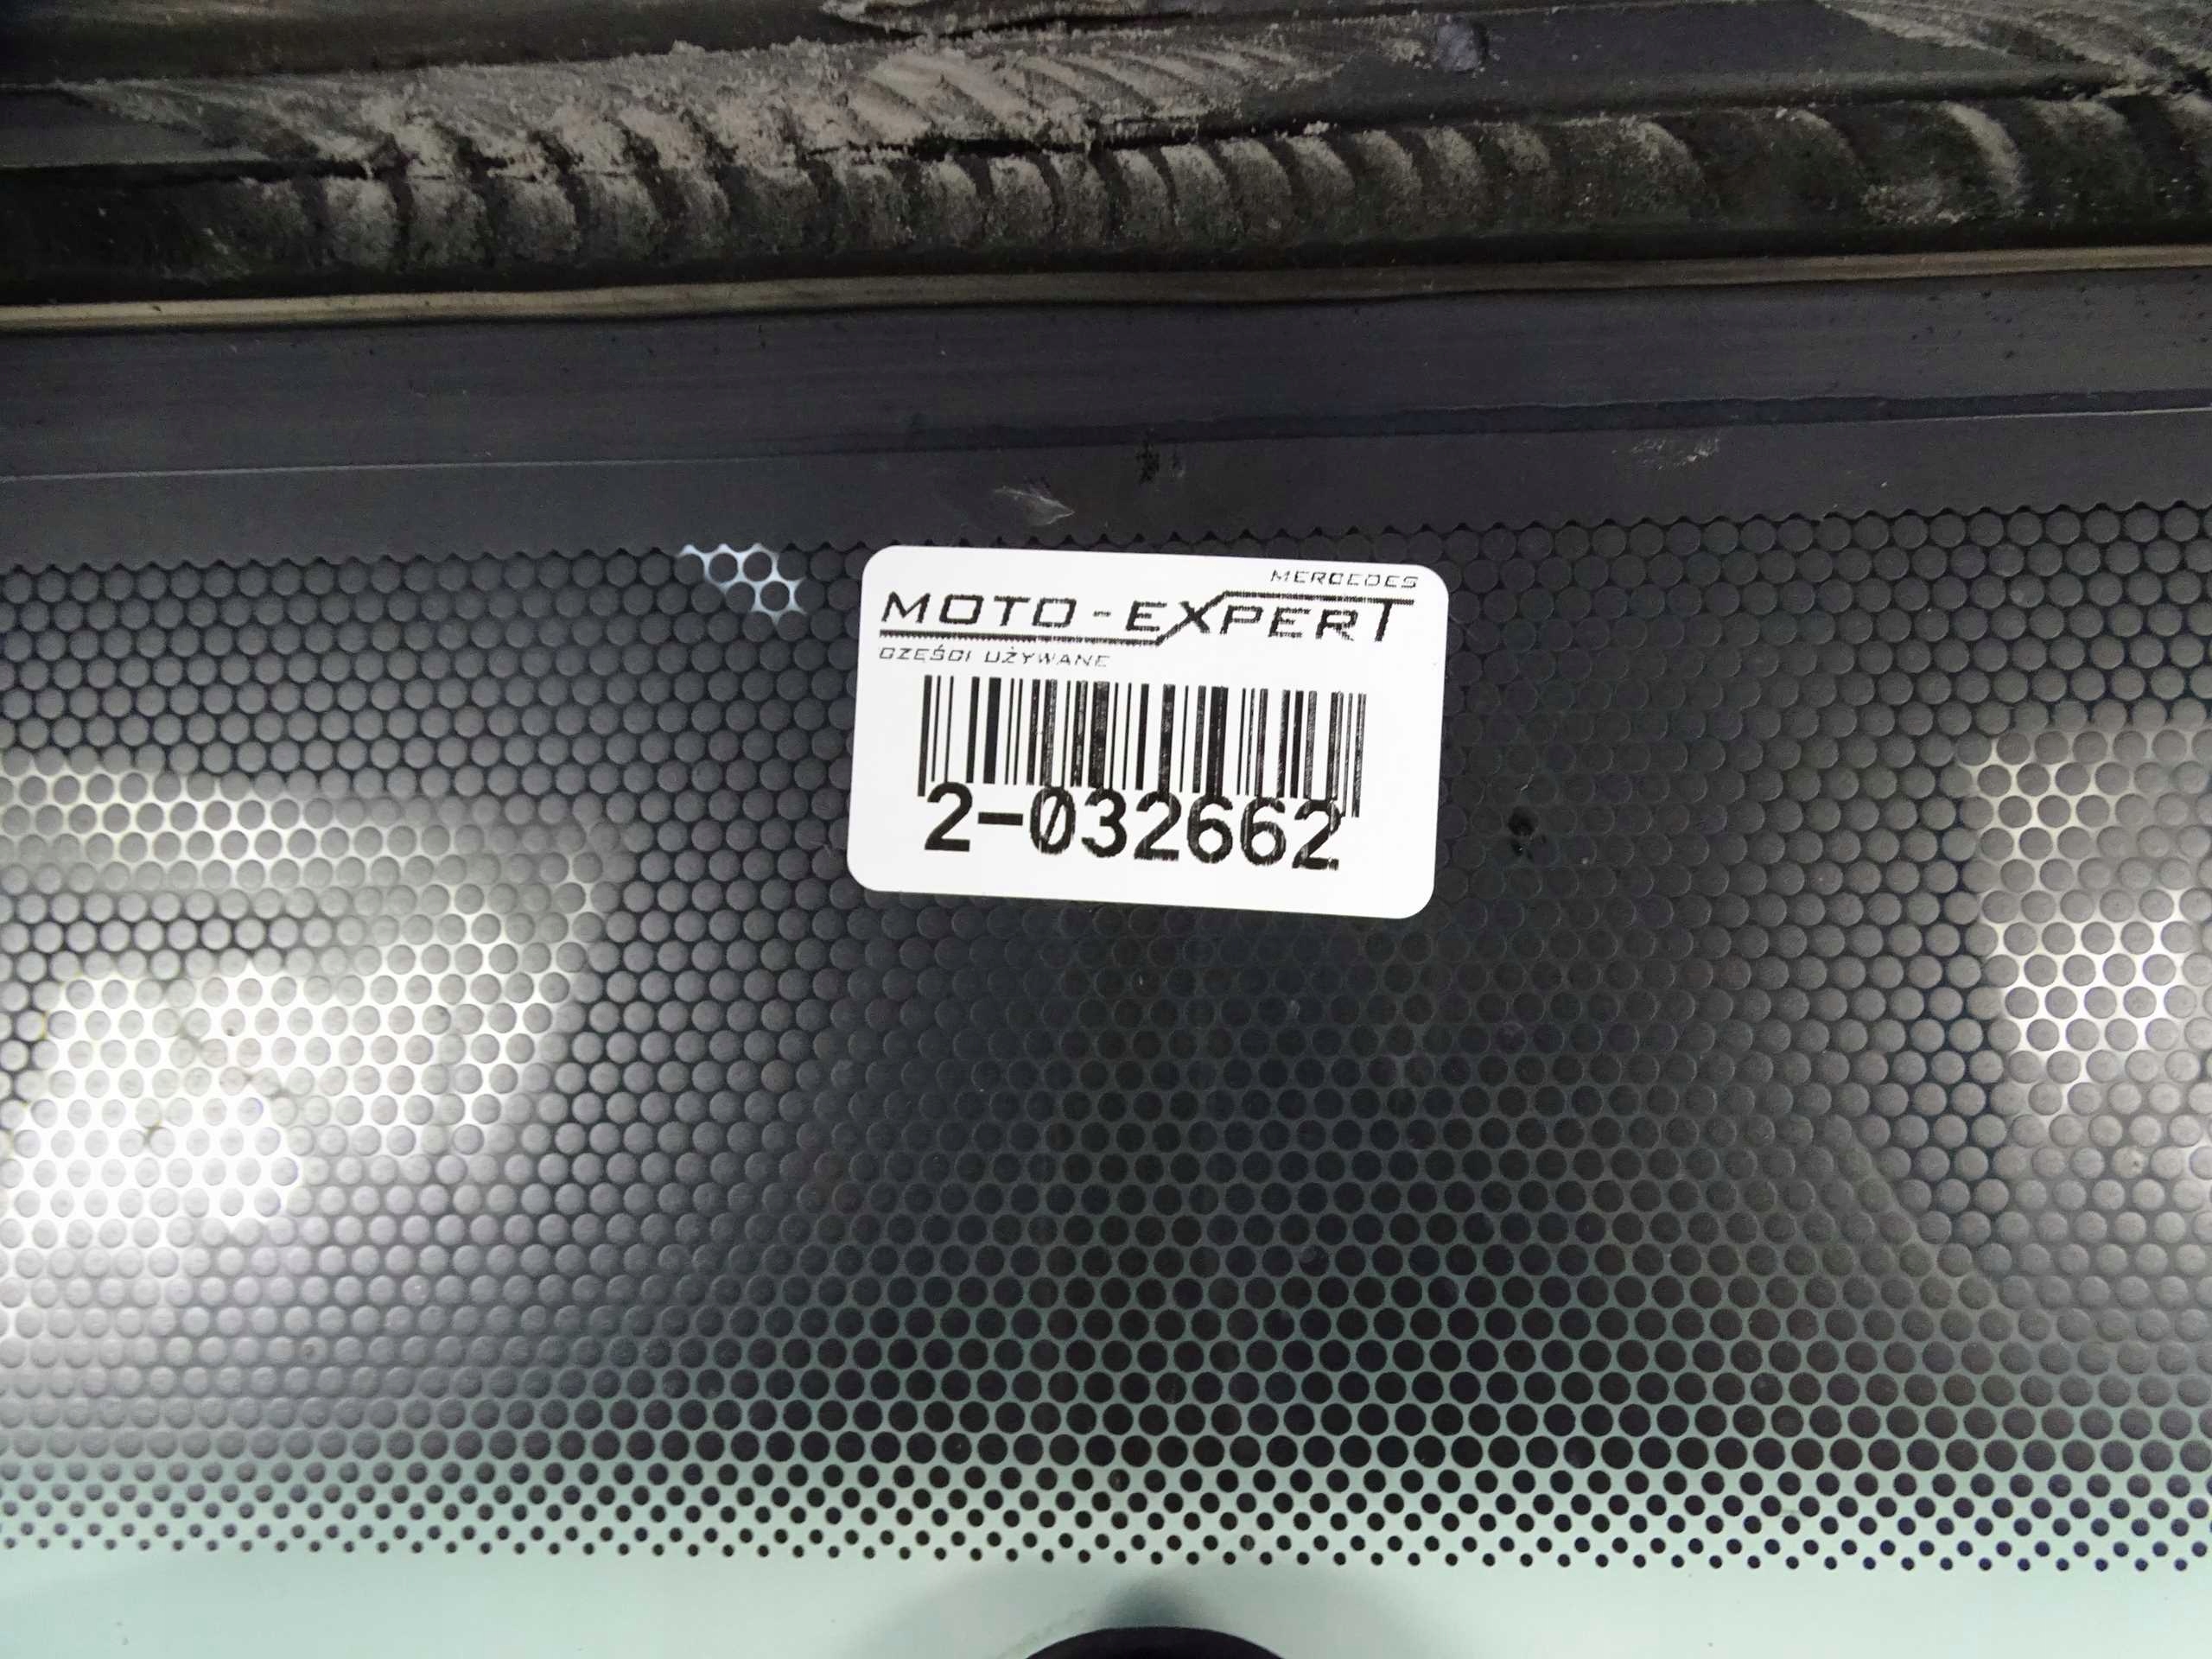 MERCEDES
MOTO-EXPERT
CZĘŚCI UŻYWANE
2-032662